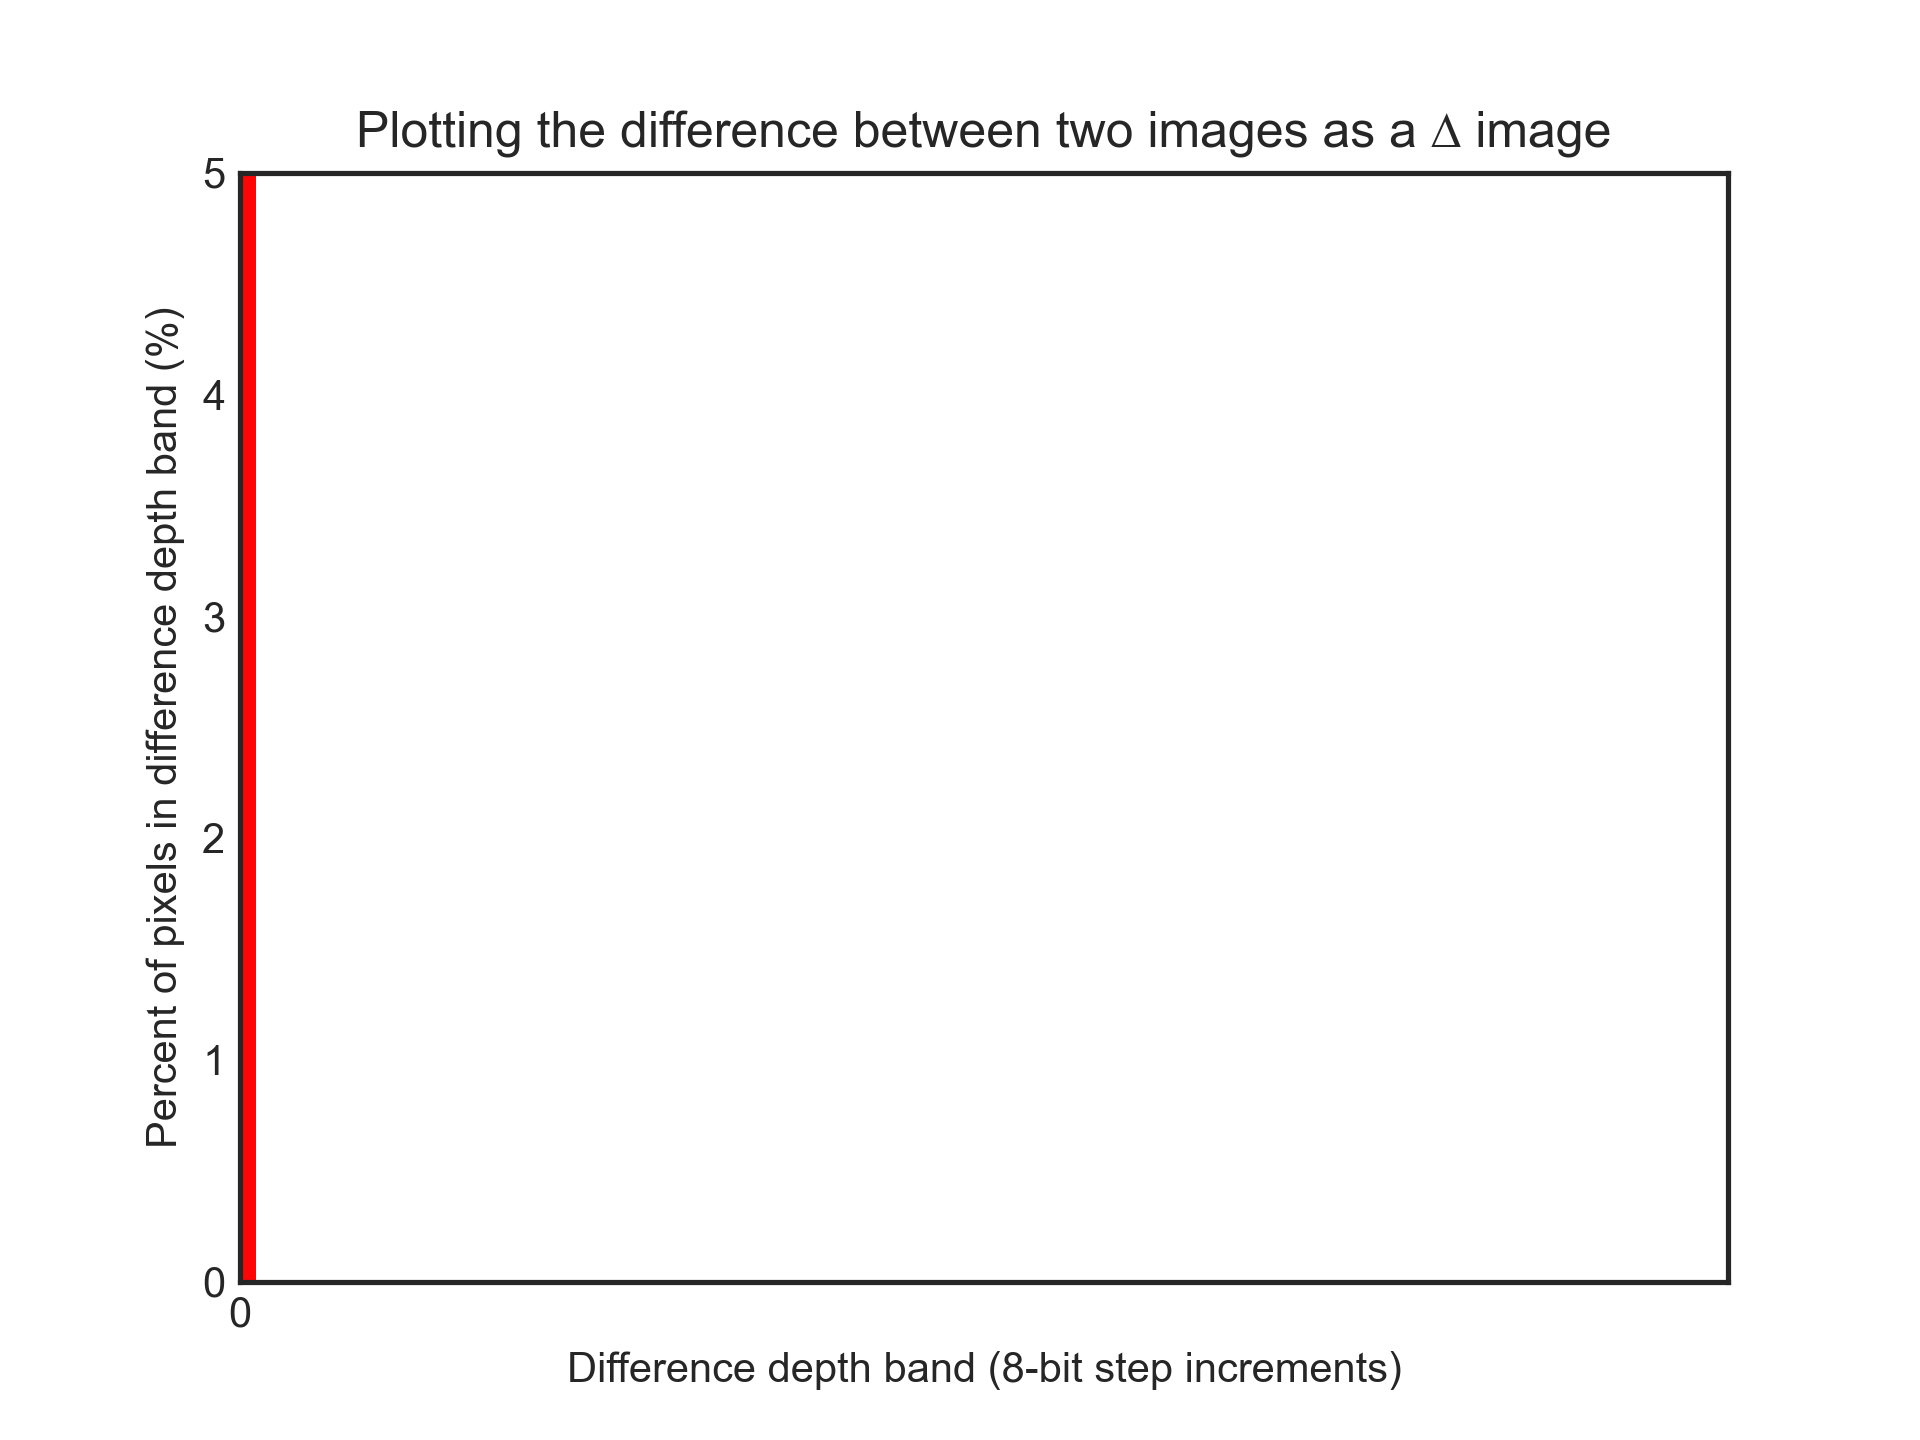 Plotting the difference between two images as a Δ image
5
4
3
2
1
0
0
Percent of pixels in difference depth band (%)
Difference depth band (8-bit step increments)